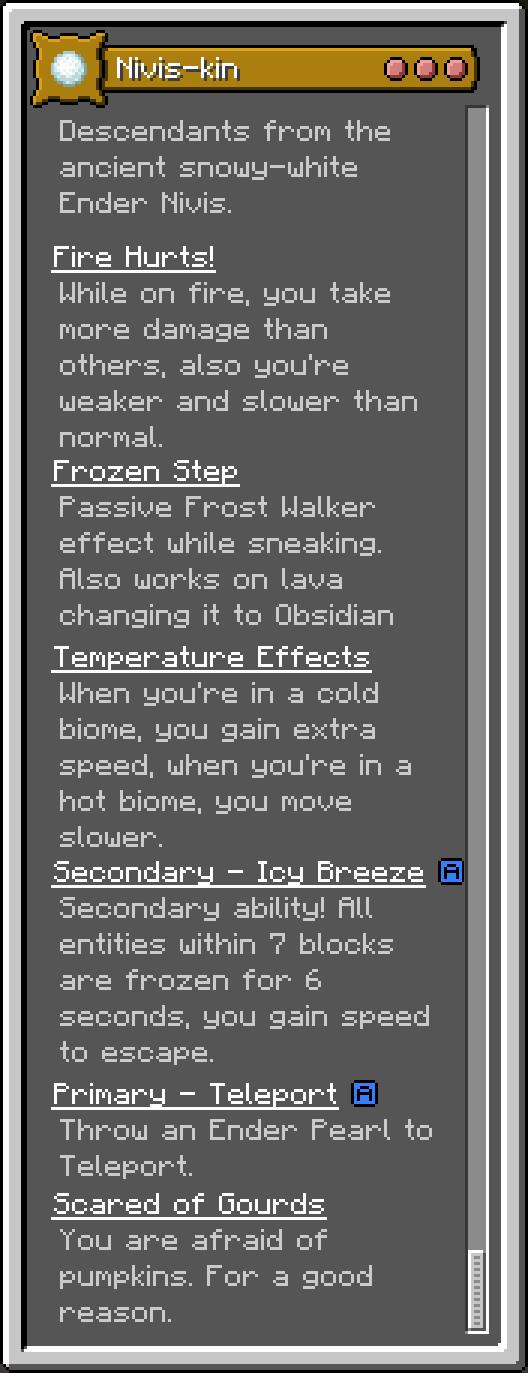 Nivis-kin
Descendants from the
ancient snowy-white
Ender Nivis.
Fire Hurts!
While on fire, you take
more damage than
others, also you're
weaker and slower than
normal.
Frozen Step
Passive Frost Walker
effect while sneaking.
Also works on lava
changing it to Obsidian
Temperature Effects
When you're in a cold
biome, you gain extra
speed, when you're in a
hot biome, you move
slower.
Secondary - Icy Breeze A
Secondary ability! All
entities within 7 blocks
are frozen for 6
seconds, you gain speed
to escape.
Primary - Teleport A
Throw an Ender Pearl to
Teleport.
Scared of Gourds
You are afraid of
pumpkins. For a good
reason.